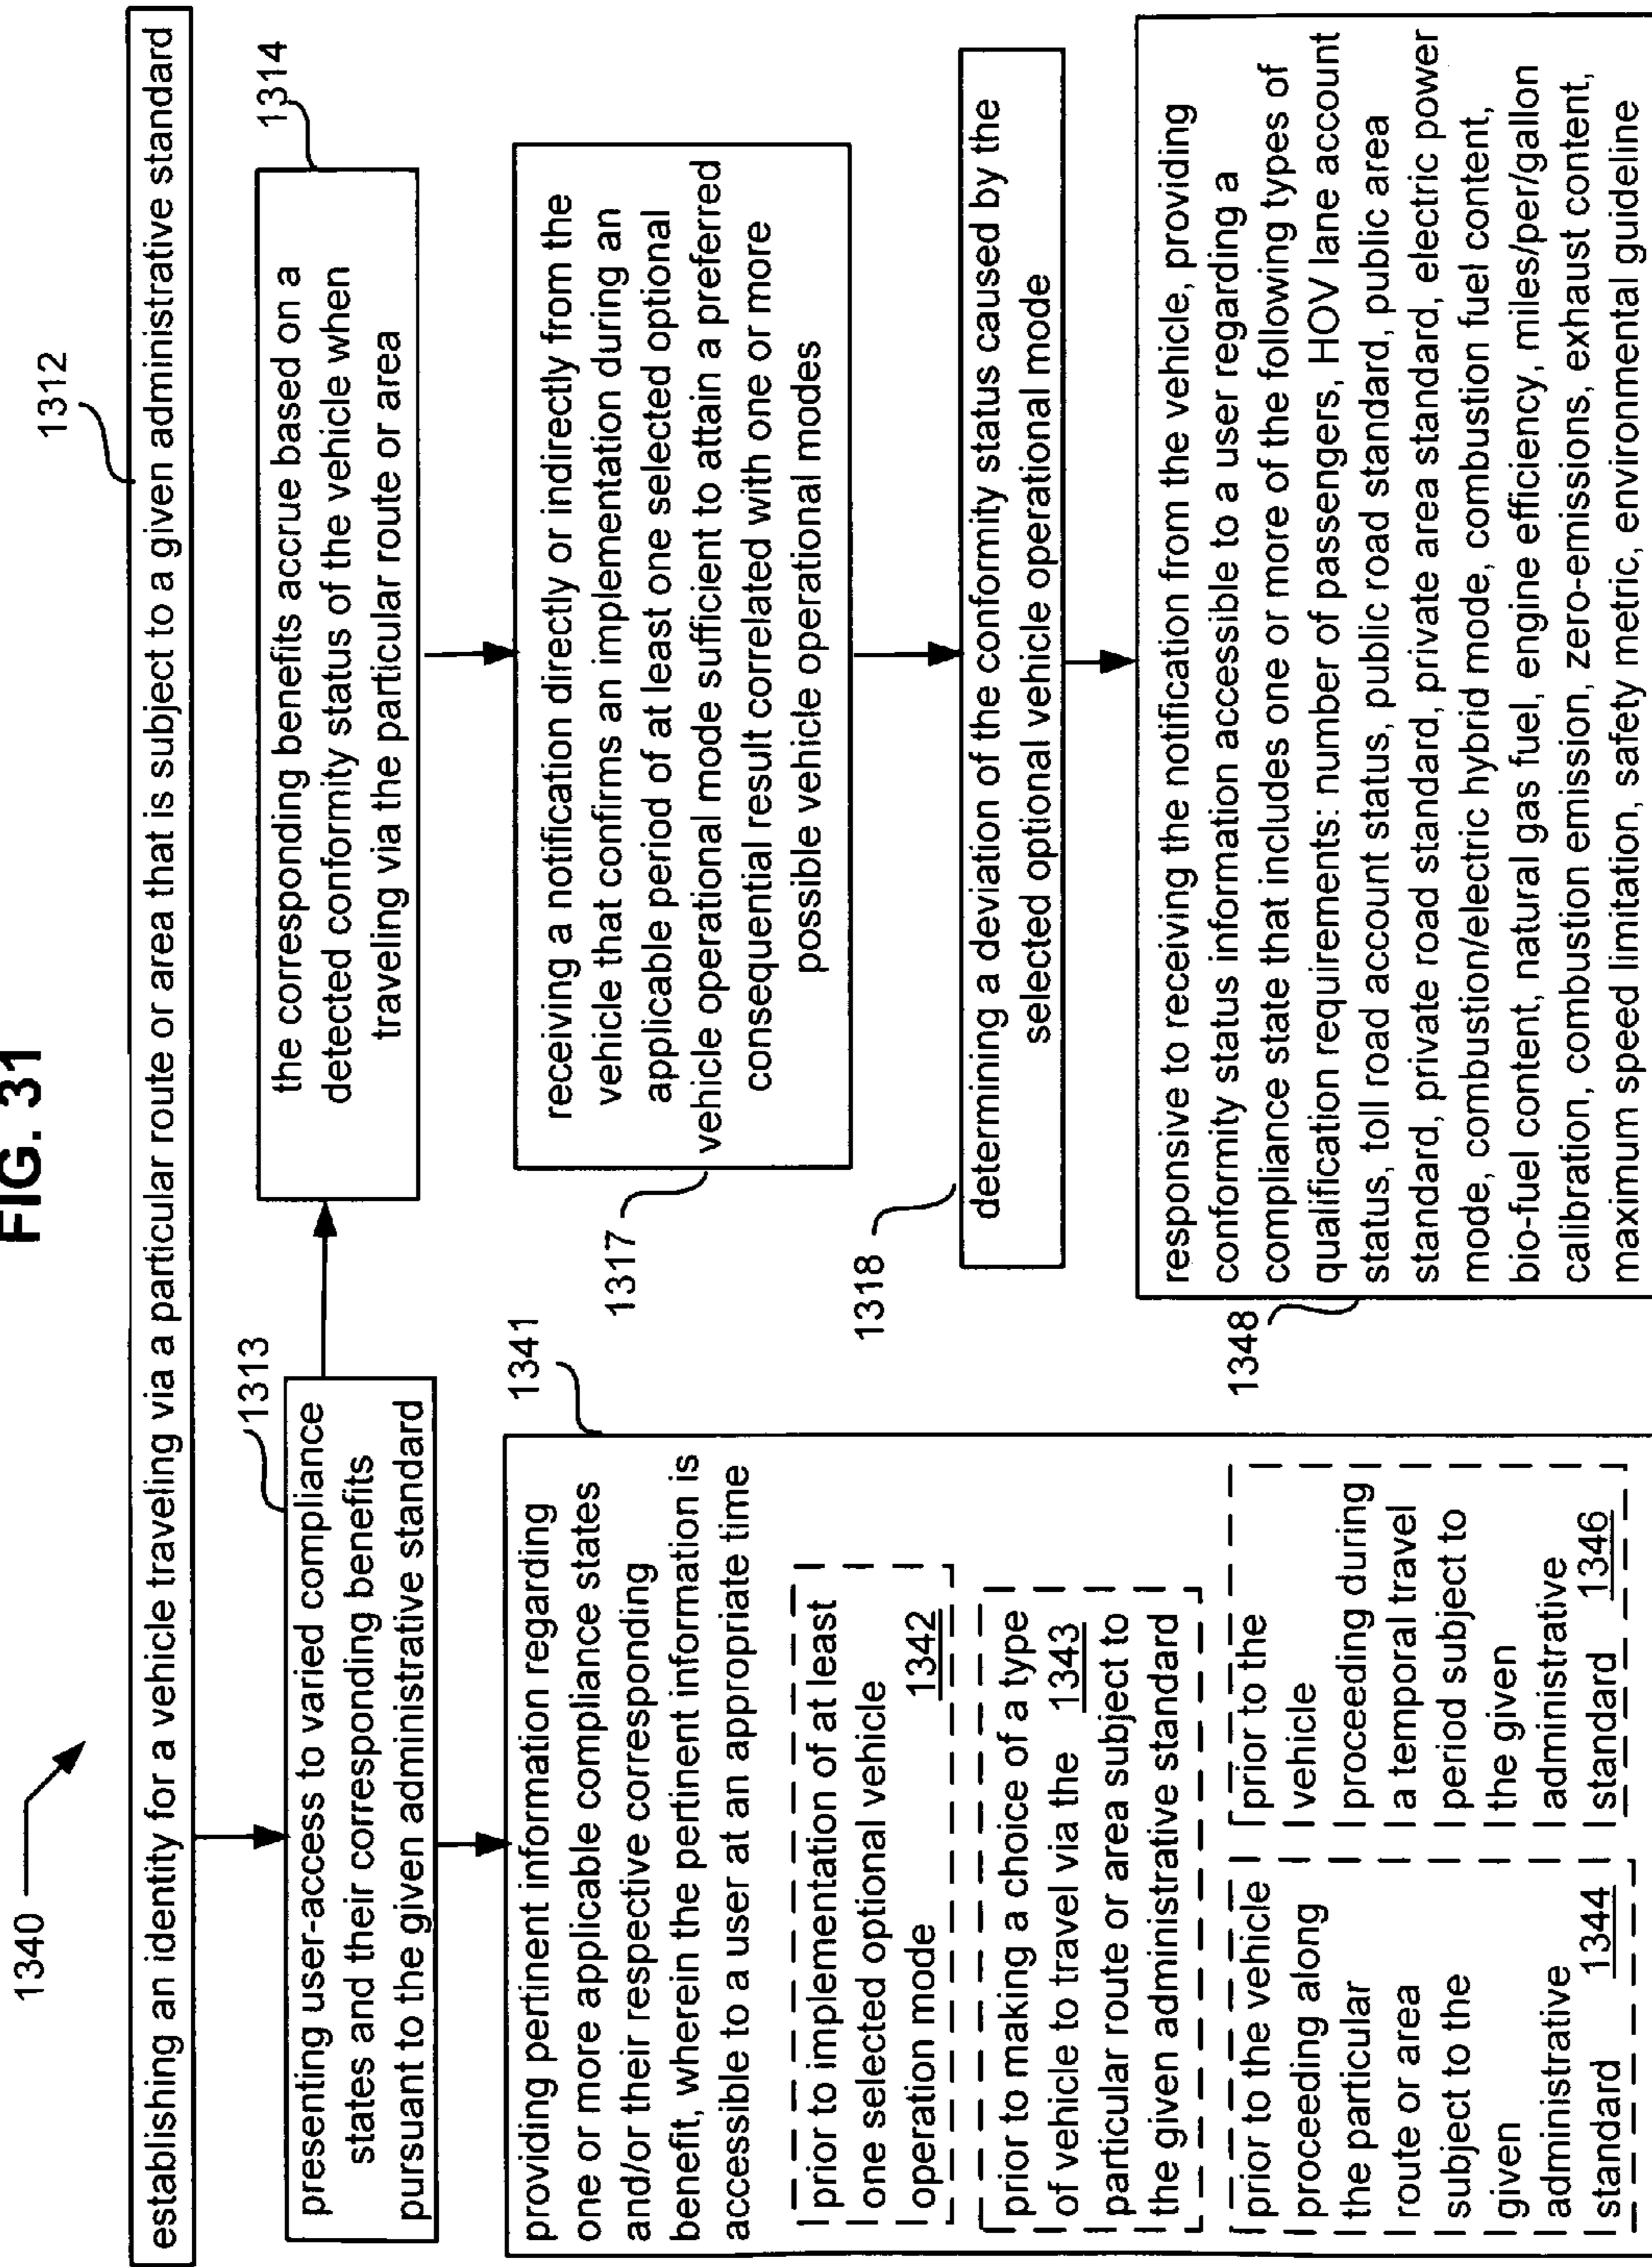 FIG. 31
1340
1312
establishing an identity for a vehicle traveling via a particular route or area that is subject to a given administrative standard
1313
presenting user-access to varied compliance
states and their corresponding benefits
pursuant to the given administrative standard
1314
the corresponding benefits accrue based on a
detected conformity status of the vehicle when
traveling via the particular route or area
1341
providing pertinent information regarding
one or more applicable compliance states
and/or their respective corresponding
benefit, wherein the pertinent information is
accessible to a user at an appropriate time
prior to implementation of at least
one selected optional vehicle
operation mode 1342
prior to making a choice of a type
of vehicle to travel via the 1343
particular route or area subject to
the given administrative standard
prior to the vehicle
proceeding along
the particular
route or area
subject to the
given
administrative
standard 1344
prior to the
vehicle
proceeding during
a temporal travel
period subject to
the given
administrative
standard 1346
1317
receiving a notification directly or indirectly from the
vehicle that confirms an implementation during an
applicable period of at least one selected optional
vehicle operational mode sufficient to attain a preferred
consequential result correlated with one or more
possible vehicle operational modes
1318
determining a deviation of the conformity status caused by the
selected optional vehicle operational mode
1348
responsive to receiving the notification from the vehicle, providing
conformity status information accessible to a user regarding a
compliance state that includes one or more of the following types of
qualification requirements: number of passengers, HOV lane account
status, toll road account status, public road standard, public area
standard, private road standard, private area standard, electric power
mode, combustion/electric hybrid mode, combustion fuel content,
bio-fuel content, natural gas fuel, engine efficiency, miles/per/gallon
calibration, combustion emission, zero-emissions, exhaust content,
maximum speed limitation, safety metric, environmental guideline